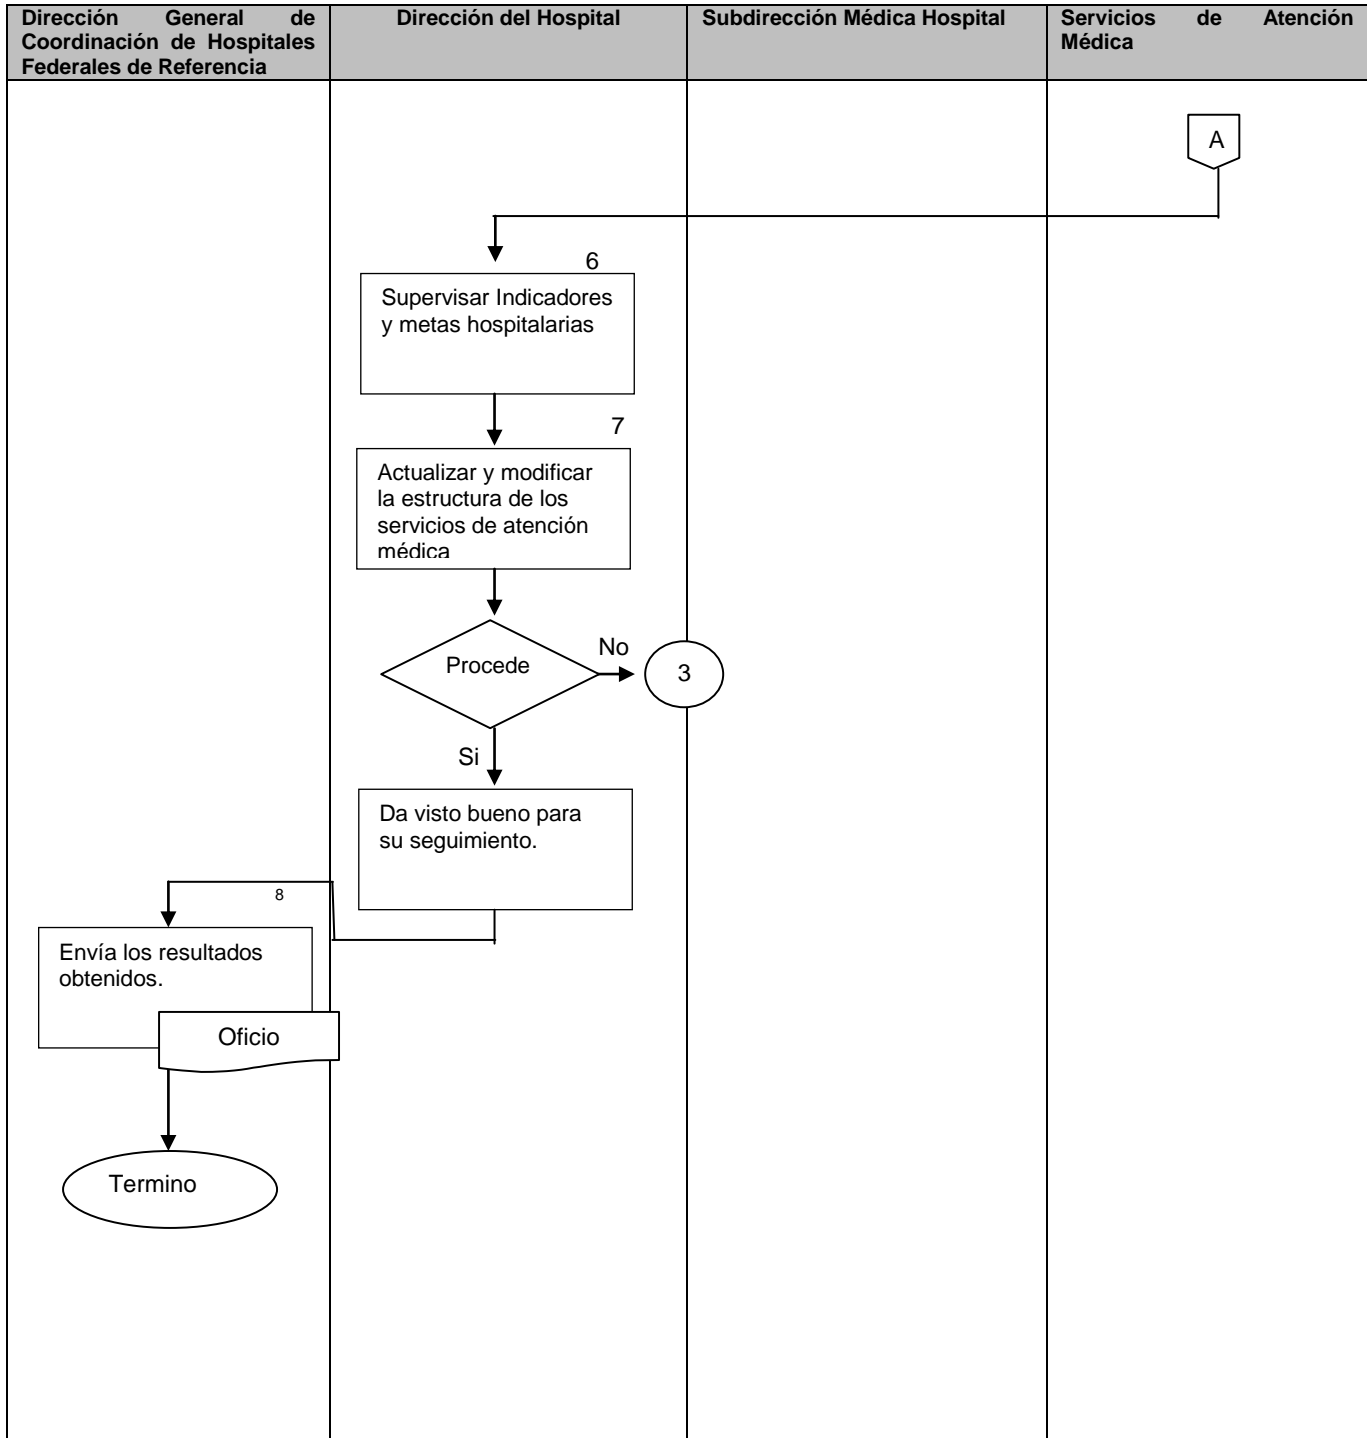 Dirección General de
Coordinación de Hospitales
Federales de Referencia
Dirección del Hospital
Subdirección Médica Hospital
Servicios de Atención
Médica
A
6
Supervisar Indicadores
y metas hospitalarias
7
Actualizar y modificar
la estructura de los
servicios de atención
médica
Procede
No
3
Si
Da visto bueno para
su seguimiento.
8
Envía los resultados
obtenidos.
Oficio
Termino